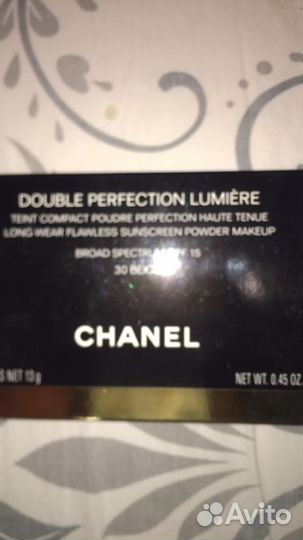 DOUBLE PERFECTION LUMIÈRE
TEINT COMPACT POUDRE PERFECTION HAUTE TENUE
LONG-WEAR FLAWLESS SUNSCREEN POWDER MAKEUP
BROAD SPECTRUM 15
30
CHANEL
NET 13 g
NET WT. 0.45 OZ.
Avito